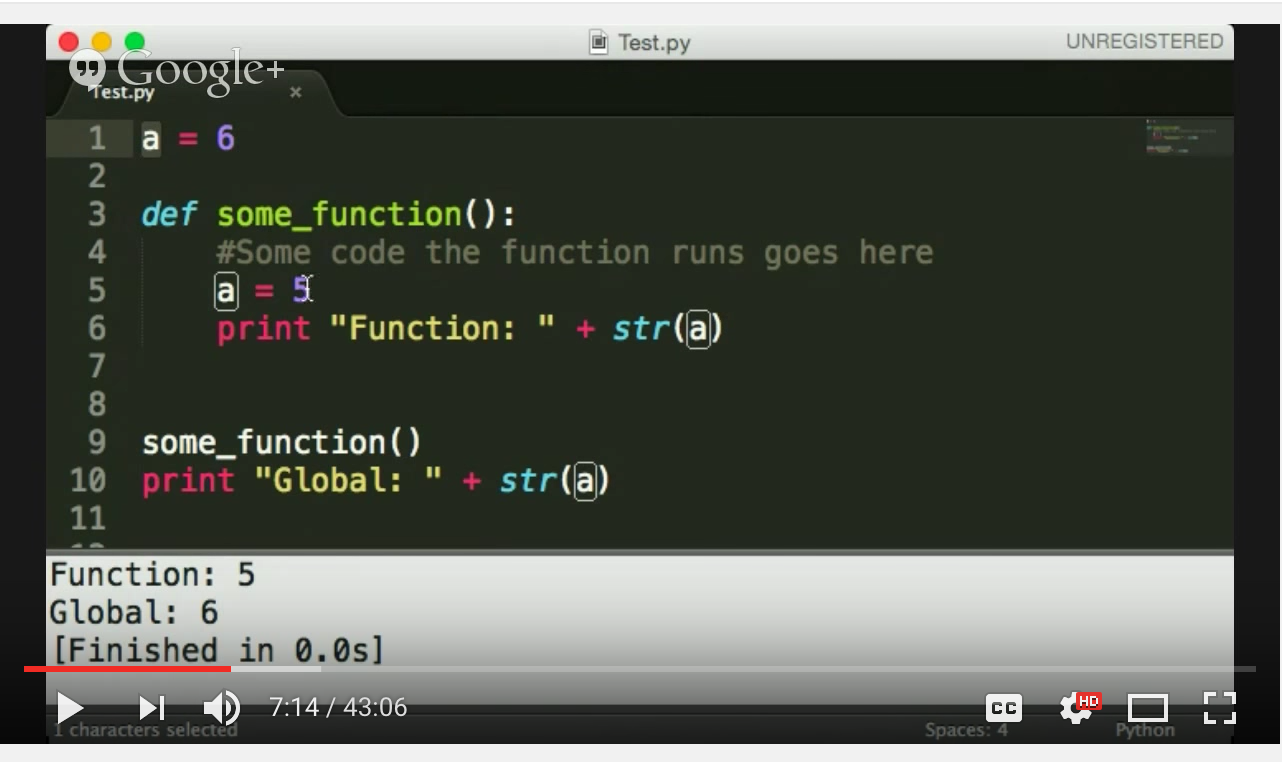 Test.py
UNREGISTERED
Google+
Test.py
×
1 a = 6
2
3 def some_function():
4     #Some code the function runs goes here
5     a = 5
6     print "Function: " + str(a)
7
8
9 some_function()
10 print "Global: " + str(a)
11
Function: 5
Global: 6
[Finished in 0.0s]
7:14 / 43:06
CC
HD
1 characters selected
Spaces: 4
Python